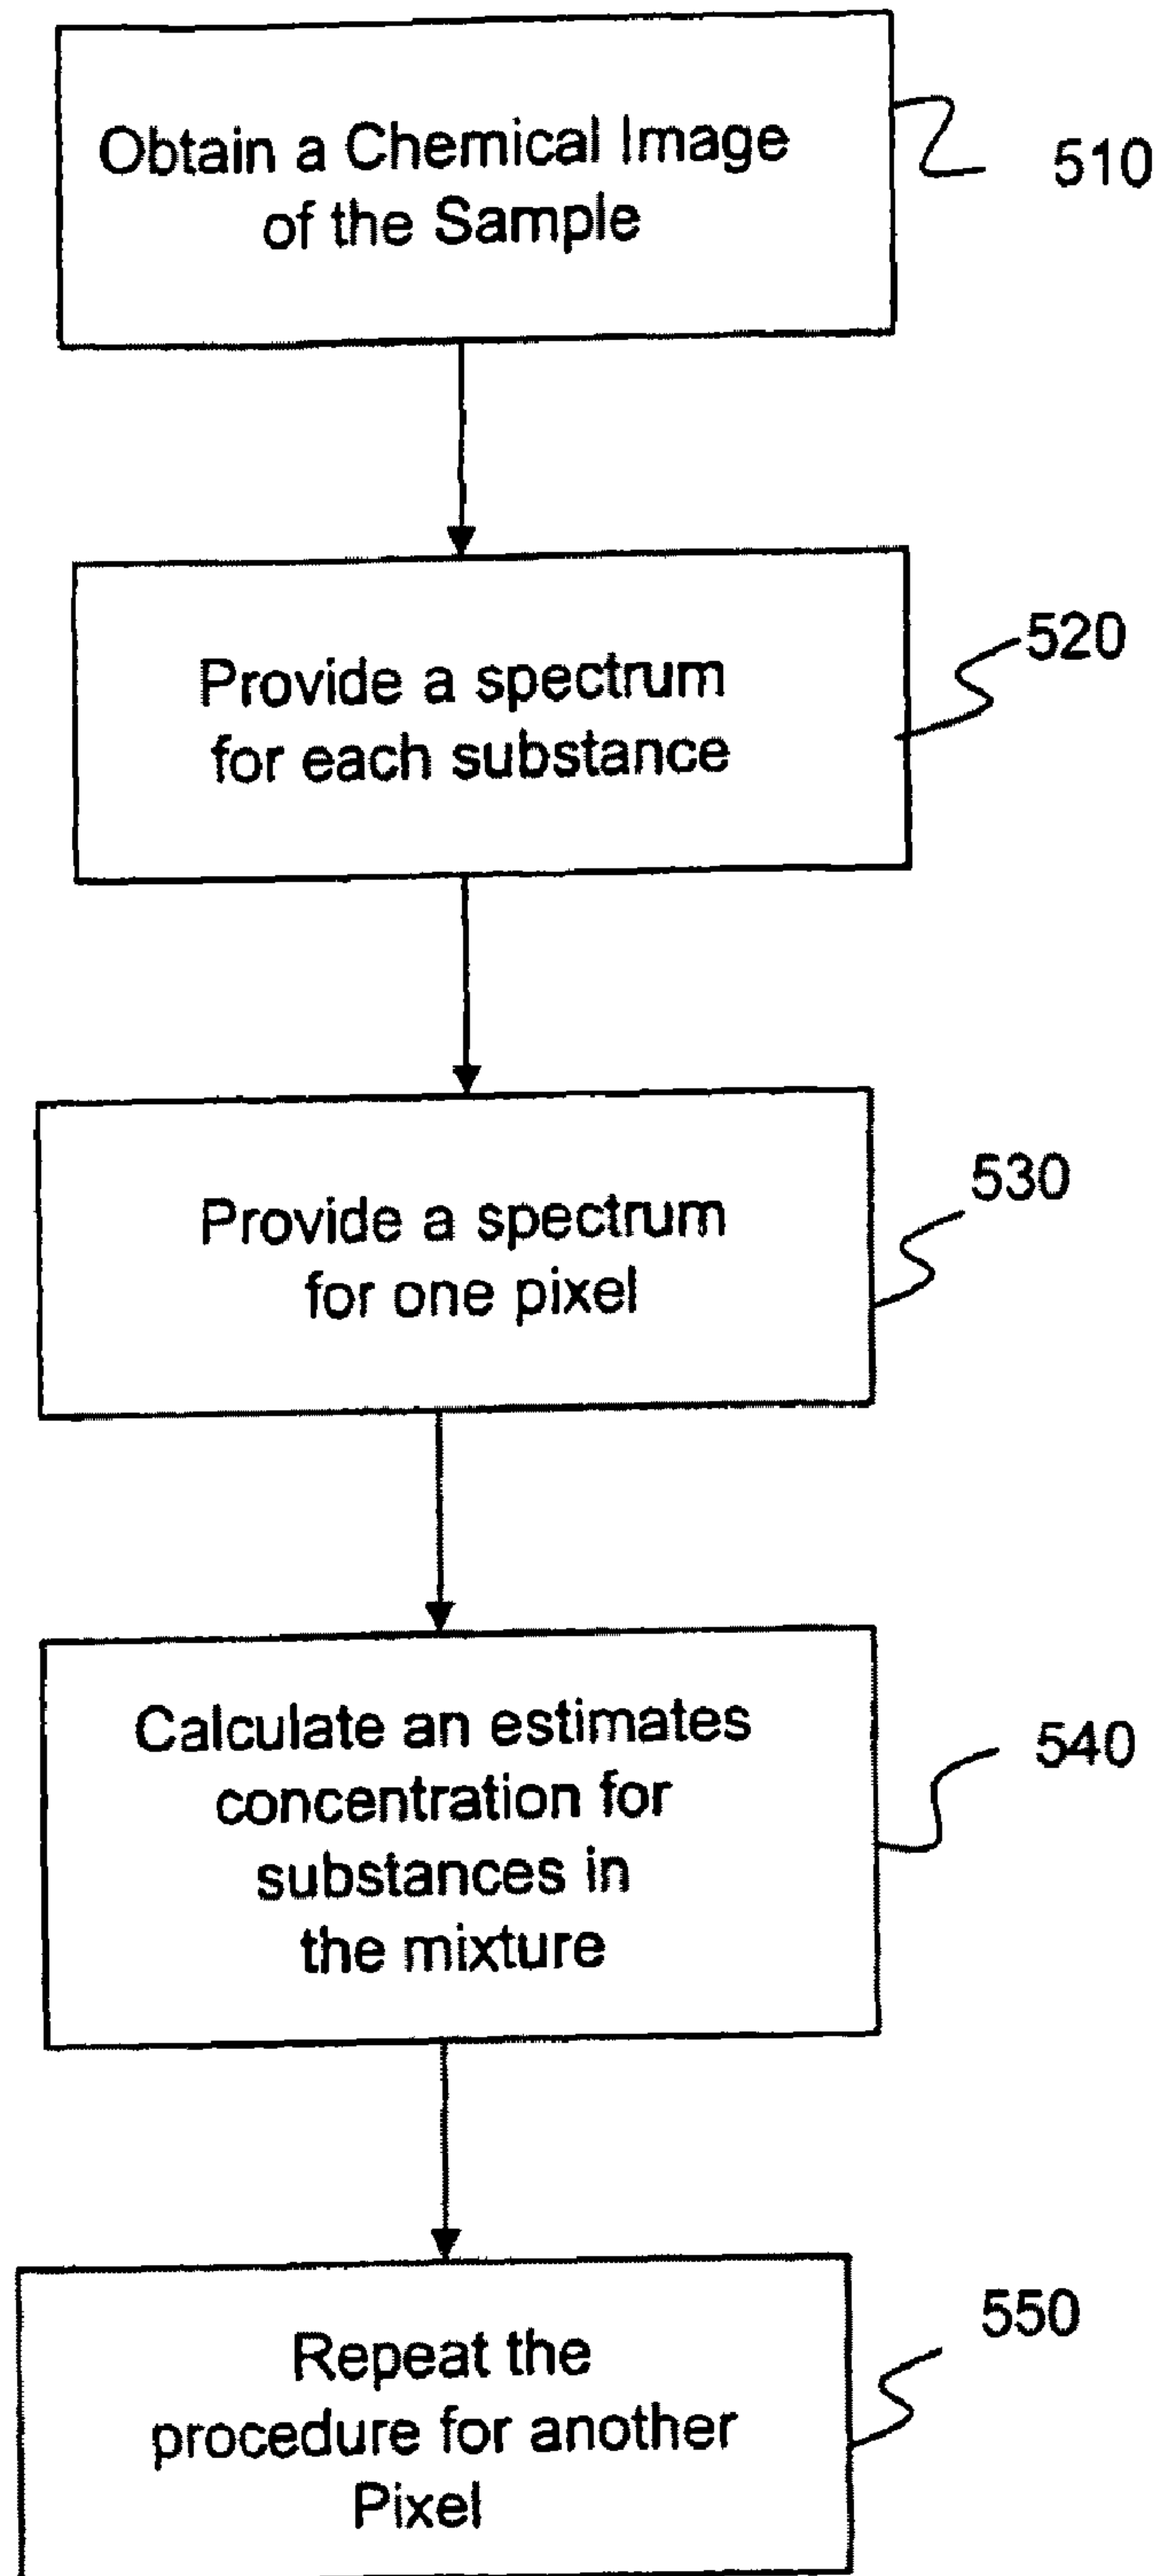 Obtain a Chemical Image
of the Sample
510
Provide a spectrum
for each substance
520
Provide a spectrum
for one pixel
530
Calculate an estimates
concentration for
substances in
the mixture
540
Repeat the
procedure for another
Pixel
550